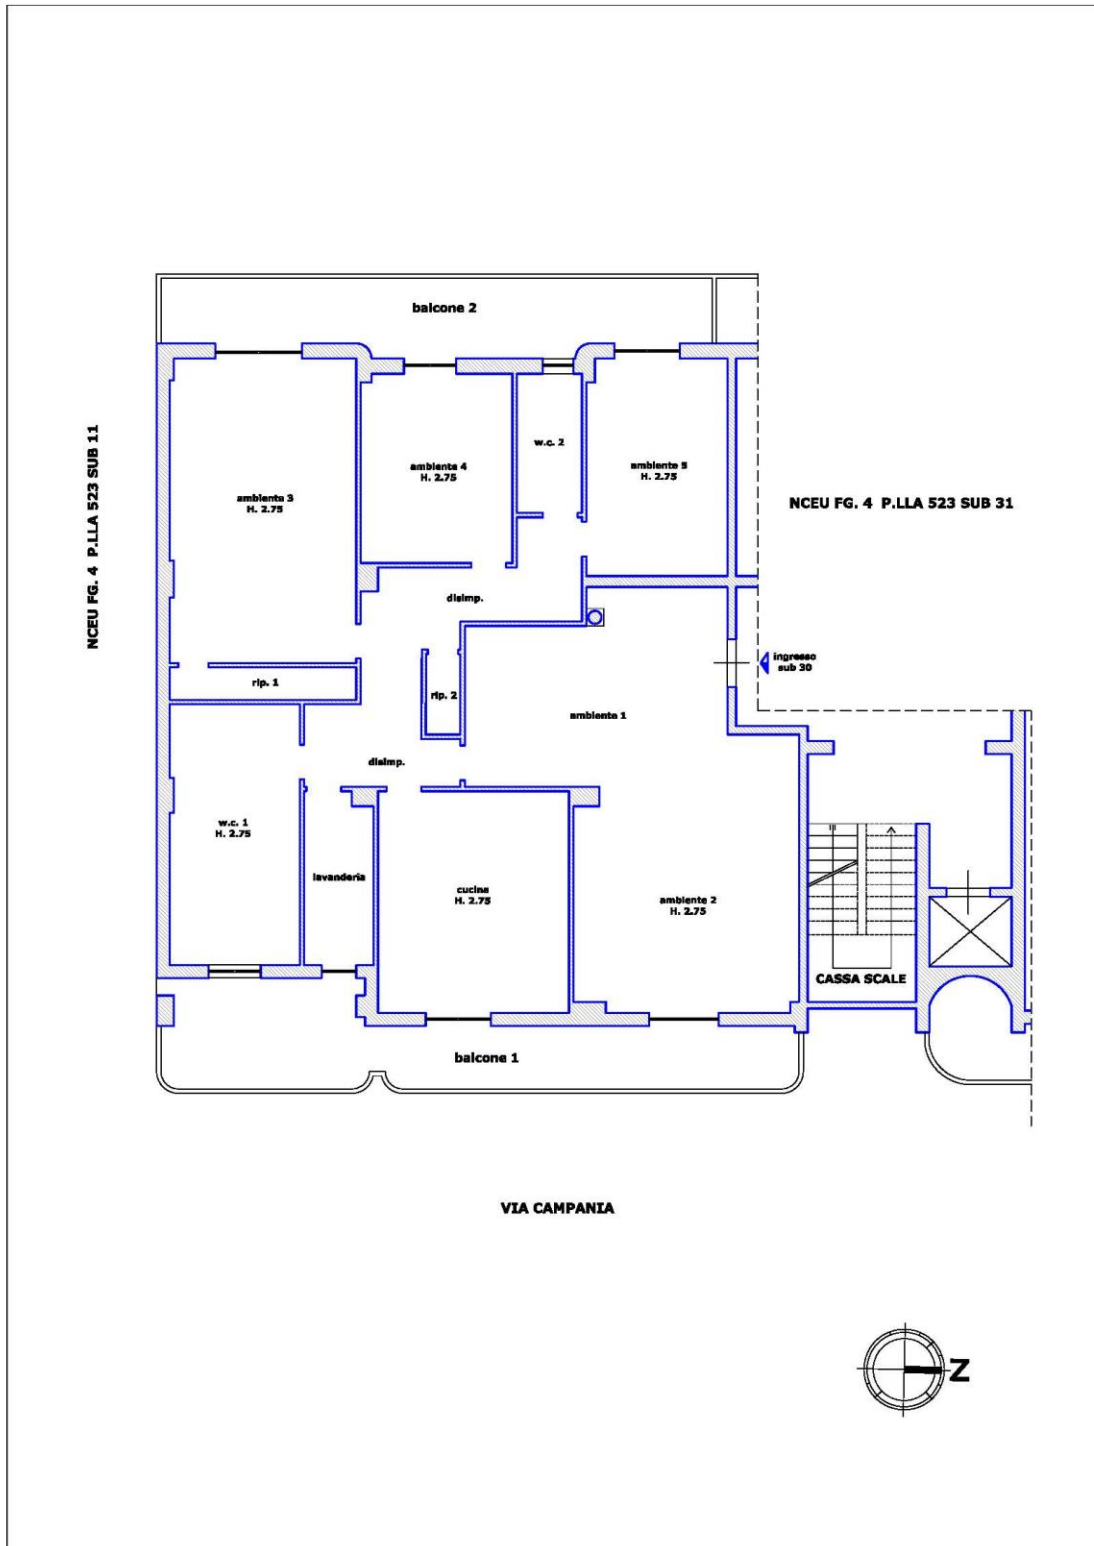 balcone 2
NCEU FG. 4 P.LLA 523 SUB 11
w.c. 2
ambiente 4
H. 2.75
ambiente 5
H. 2.75
ambiente 3
H. 2.75
NCEU FG. 4 P.LLA 523 SUB 31
disimp.
ingresso
sub 30
rip. 1
rip. 2
ambiente 1
disimp.
w.c. 1
H. 2.75
lavanderia
cucina
H. 2.75
ambiente 2
H. 2.75
CASSA SCALE
balcone 1
VIA CAMPANIA
N